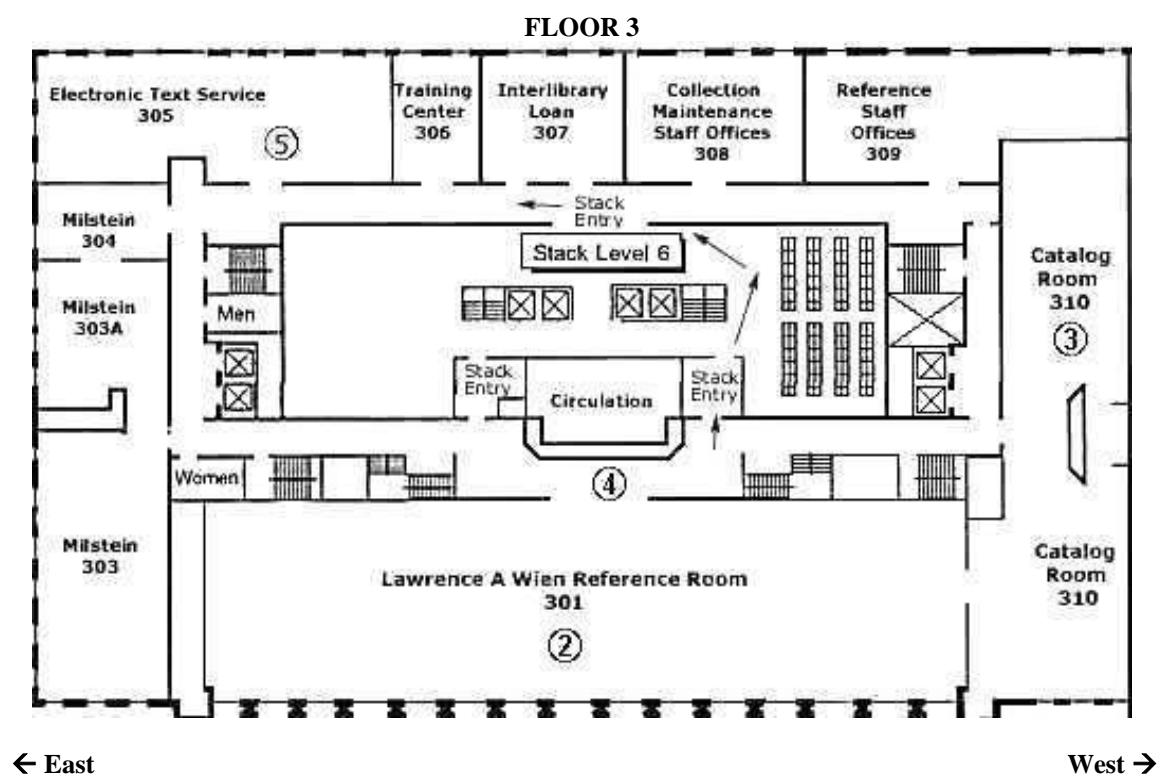 FLOOR 3
Electronic Text Service
305
⑤
Training
Center
306
Interlibrary
Loan
307
Collection
Maintenance
Staff Offices
308
Reference
Staff
Offices
309
Milstein
304
Stack
Entry
Stack Level 6
Milstein
303A
Men
Catalog
Room
310
③
Stack
Entry
Circulation
Stack
Entry
Women
④
Milstein
303
Lawrence A Wien Reference Room
301
②
Catalog
Room
310
← East
West →